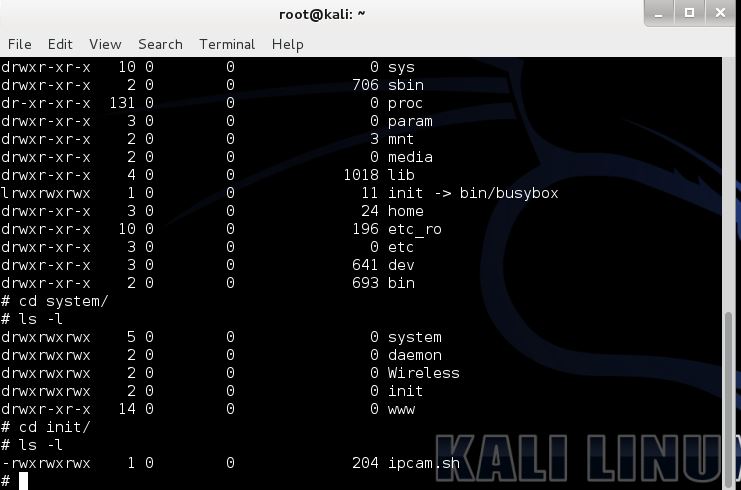 root@kali: ~
File Edit View Search Terminal Help
drwxr-xr-x 10 0 0 0 sys
drwxr-xr-x 2 0 0 706 sbin
dr-xr-xr-x 131 0 0 0 proc
drwxr-xr-x 3 0 0 0 param
drwxr-xr-x 2 0 0 3 mnt
drwxr-xr-x 2 0 0 0 media
drwxr-xr-x 4 0 0 1018 lib
lrwxrwxrwx 1 0 0 11 init -> bin/busybox
drwxr-xr-x 3 0 0 24 home
drwxr-xr-x 10 0 0 196 etc_ro
drwxr-xr-x 3 0 0 0 etc
drwxr-xr-x 3 0 0 641 dev
drwxr-xr-x 2 0 0 693 bin
# cd system/
# ls -l
drwxrwxrwx 5 0 0 0 system
drwxrwxrwx 2 0 0 0 daemon
drwxrwxrwx 2 0 0 0 Wireless
drwxrwxrwx 2 0 0 0 init
drwxr-xr-x 14 0 0 0 www
# cd init/
# ls -l
-rwxrwxrwx 1 0 0 204 ipcam.sh
#
KALI LINU